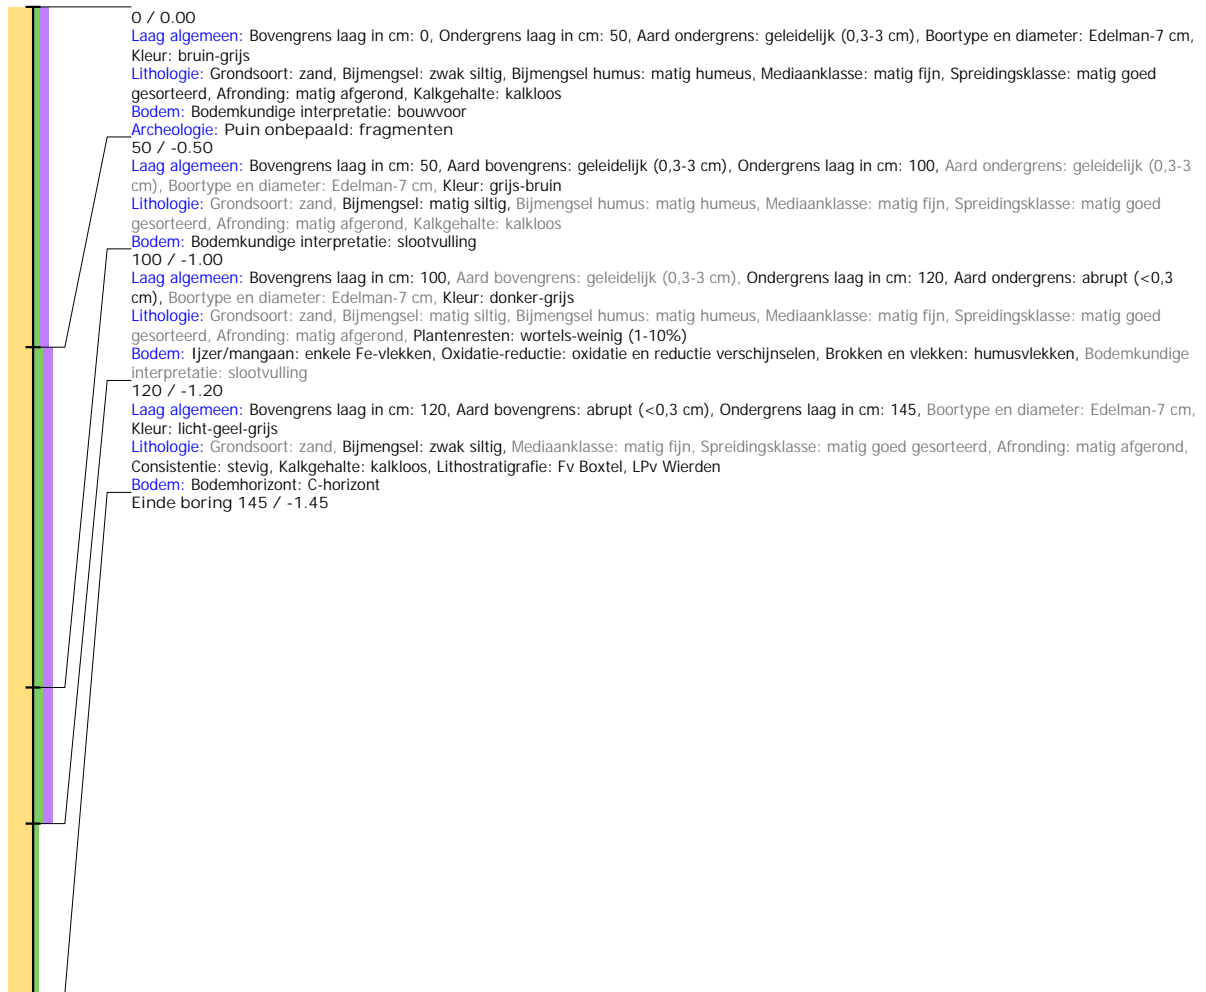 0 / 0.00
Laag algemeen: Bovengrens laag in cm: 0, Ondergrens laag in cm: 50, Aard ondergrens: geleidelijk (0,3-3 cm), Boortype en diameter: Edelman-7 cm,
Kleur: bruin-grijs
Lithologie: Grondsoort: zand, Bijmengsel: zwak siltig, Bijmengsel humus: matig humeus, Mediaanklasse: matig fijn, Spreidingsklasse: matig goed
gesorteerd, Afronding: matig afgerond, Kalkgehalte: kalkloos
Bodem: Bodemkundige interpretatie: bouwvoor
Archeologie: Puin onbepaald: fragmenten
50 / -0.50
Laag algemeen: Bovengrens laag in cm: 50, Aard bovengrens: geleidelijk (0,3-3 cm), Ondergrens laag in cm: 100, Aard ondergrens: geleidelijk (0,3-3
cm), Boortype en diameter: Edelman-7 cm, Kleur: grijs-bruin
Lithologie: Grondsoort: zand, Bijmengsel: matig siltig, Bijmengsel humus: matig humeus, Mediaanklasse: matig fijn, Spreidingsklasse: matig goed
gesorteerd, Afronding: matig afgerond, Kalkgehalte: kalkloos
Bodem: Bodemkundige interpretatie: slootvulling
100 / -1.00
Laag algemeen: Bovengrens laag in cm: 100, Aard bovengrens: geleidelijk (0,3-3 cm), Ondergrens laag in cm: 120, Aard ondergrens: abrupt (<0,3
cm), Boortype en diameter: Edelman-7 cm, Kleur: donker-grijs
Lithologie: Grondsoort: zand, Bijmengsel: matig siltig, Bijmengsel humus: matig humeus, Mediaanklasse: matig fijn, Spreidingsklasse: matig goed
gesorteerd, Afronding: matig afgerond, Plantenresten: wortels-weinig (1-10%)
Bodem: Ijzer/mangaan: enkele Fe-vlekken, Oxidatie-reductie: oxidatie en reductie verschijnselen, Brokken en vlekken: humusvlekken, Bodemkundige
interpretatie: slootvulling
120 / -1.20
Laag algemeen: Bovengrens laag in cm: 120, Aard bovengrens: abrupt (<0,3 cm), Ondergrens laag in cm: 145, Boortype en diameter: Edelman-7 cm,
Kleur: licht-geel-grijs
Lithologie: Grondsoort: zand, Bijmengsel: zwak siltig, Mediaanklasse: matig fijn, Spreidingsklasse: matig goed gesorteerd, Afronding: matig afgerond,
Consistentie: stevig, Kalkgehalte: kalkloos, Lithostratigrafie: Fv Boxtel, LPv Wierden
Bodem: Bodemhorizont: C-horizont
Einde boring 145 / -1.45